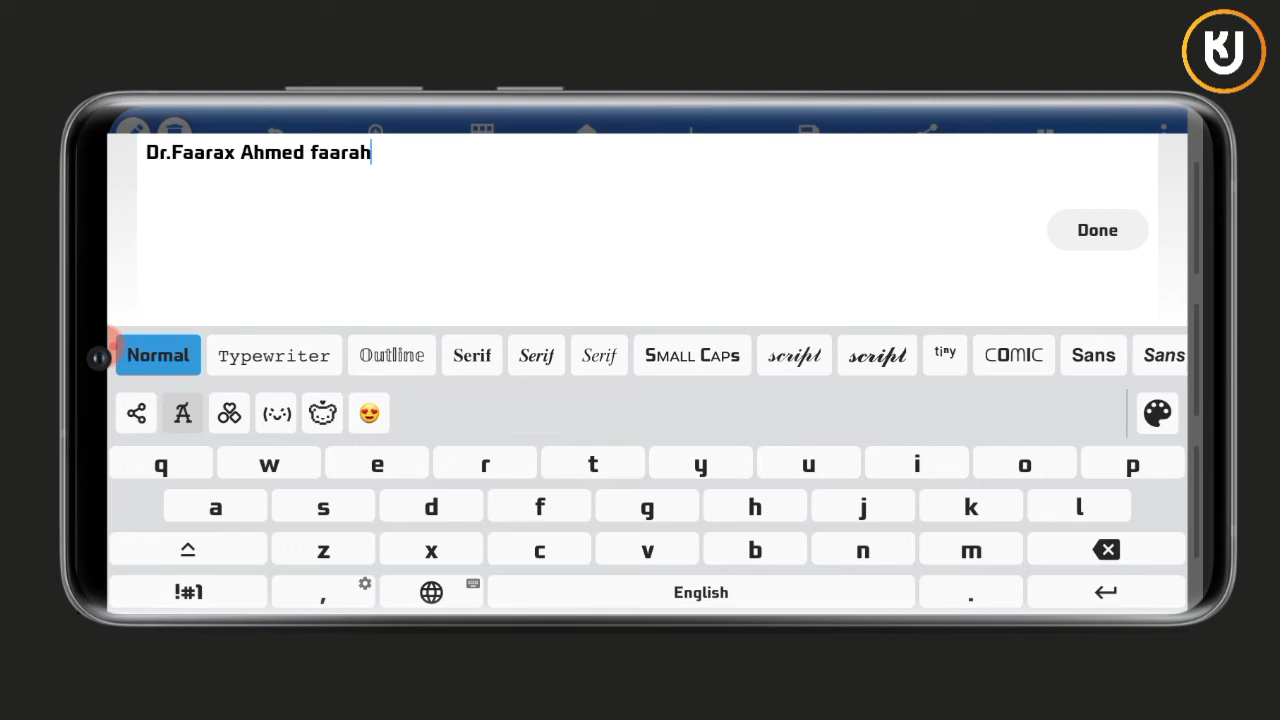 KU
Dr.Faarax Ahmed faarah
Done
Normal Typewriter Outline Serif Serif Serif SMALL CAPS script script tiny COMIC Sans Sans
q w e r t y u i o p
a s d f g h j k l
z x c v b n m
!#1 , English .